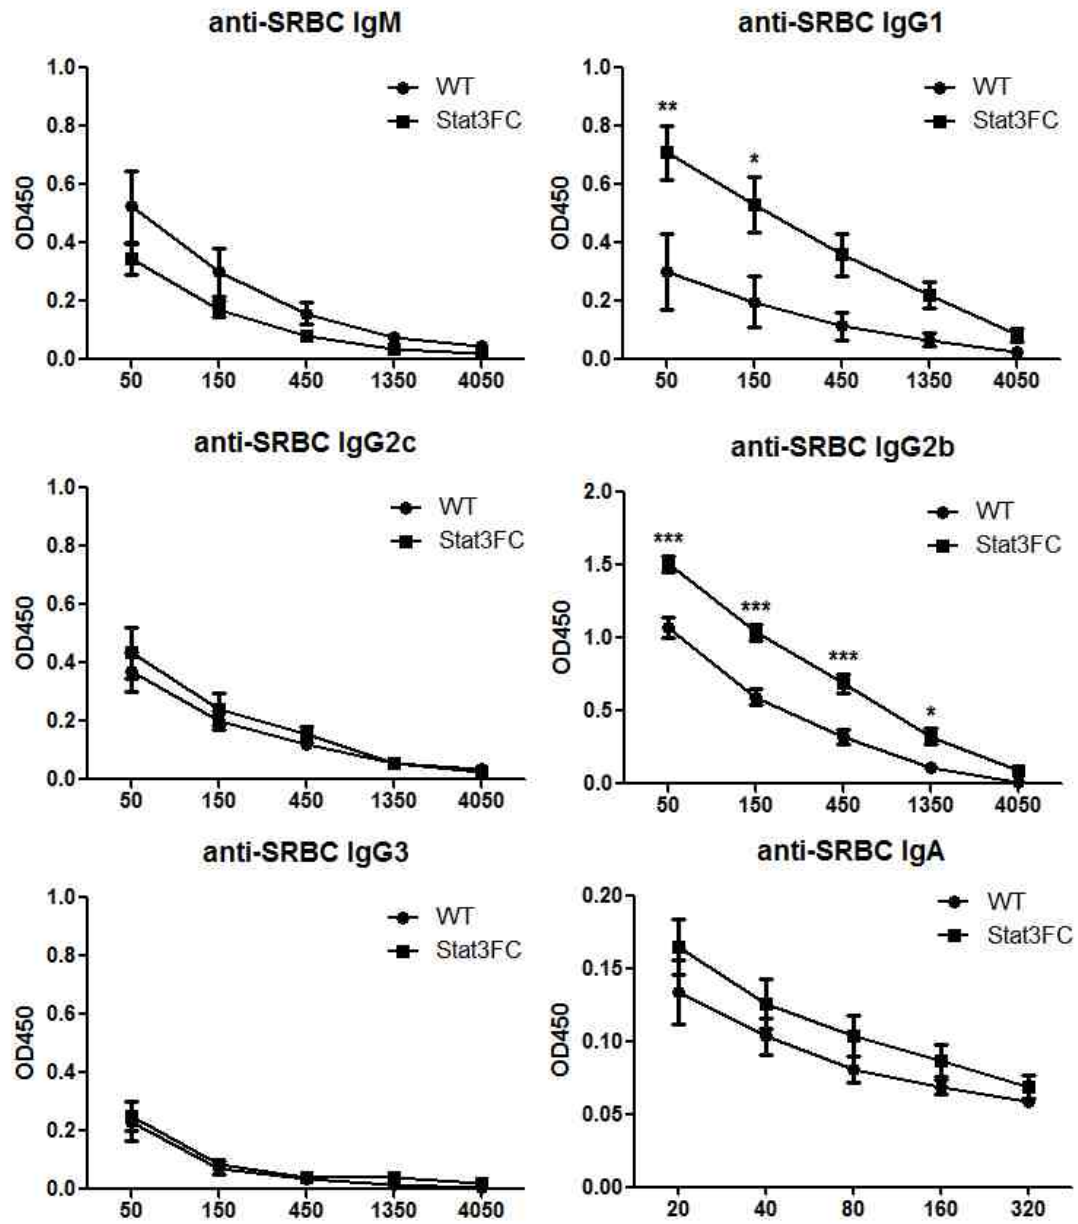 anti-SRBC IgM
1.0
0.8
0.6
0.4
0.2
0.0
OD450
WT
Stat3FC
50 150 450 1350 4050
anti-SRBC IgG1
1.0
0.8
0.6
0.4
0.2
0.0
OD450
**
*
WT
Stat3FC
50 150 450 1350 4050
anti-SRBC IgG2c
1.0
0.8
0.6
0.4
0.2
0.0
OD450
WT
Stat3FC
50 150 450 1350 4050
anti-SRBC IgG2b
2.0
1.5
1.0
0.5
0.0
OD450
***
***
***
*
WT
Stat3FC
50 150 450 1350 4050
anti-SRBC IgG3
1.0
0.8
0.6
0.4
0.2
0.0
OD450
WT
Stat3FC
50 150 450 1350 4050
anti-SRBC IgA
0.20
0.15
0.10
0.05
0.00
OD450
WT
Stat3FC
20 40 80 160 320